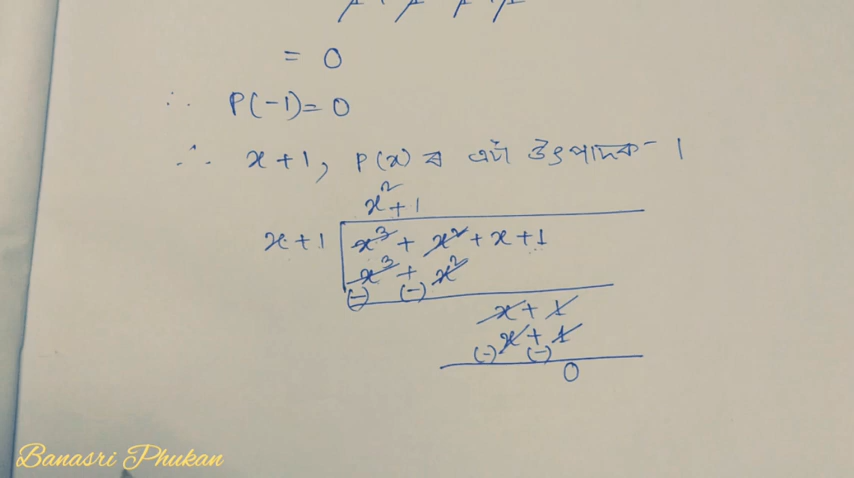 = 0
∴ P(-1) = 0
∴ x + 1, P(x) ৰ এটা উৎপাদক ।
x² + 1
x + 1 x³ + x² + x + 1
x³ + x²
(-) (-)
x + 1
x + 1
(-) (-)
0
Banasri Phukan